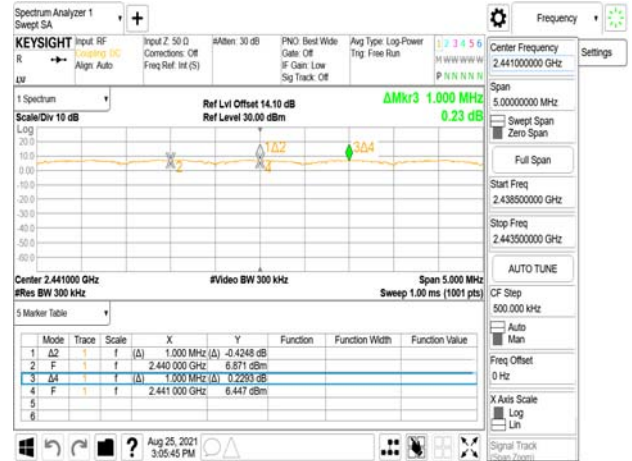 Spectrum Analyzer 1
Swept SA
Frequency
KEYSIGHT
R
Input: RF
Coupling: DC
Align: Auto
Input Z: 50 Ω
Corrections: Off
Freq Ref: Int (S)
#Atten: 30 dB
PNO: Best Wide
Gate: Off
IF Gain: Low
Sig Track: Off
Avg Type: Log-Power
Trig: Free Run
1 2 3 4 5 6
M W W W W W
P N N N N N
1 Spectrum
Scale/Div 10 dB
Ref Lvl Offset 14.10 dB
Ref Level 30.00 dBm
ΔMkr3 1.000 MHz
0.23 dB
Log
20.0
10.0
0.00
-10.0
-20.0
-30.0
-40.0
-50.0
-60.0
2
1Δ2
4
3Δ4
Center 2.441000 GHz
#Res BW 300 kHz
#Video BW 300 kHz
Span 5.000 MHz
Sweep 1.00 ms (1001 pts)
5 Marker Table
Mode Trace Scale X Y Function Function Width Function Value
1 Δ2 1 f (Δ) 1.000 MHz (Δ) -0.4248 dB
2 F 1 f 2.440 000 GHz 6.871 dBm
3 Δ4 1 f (Δ) 1.000 MHz (Δ) 0.2293 dB
4 F 1 f 2.441 000 GHz 6.447 dBm
5
6
Aug 25, 2021
3:05:45 PM
Center Frequency
2.441000000 GHz
Settings
Span
5.00000000 MHz
Swept Span
Zero Span
Full Span
Start Freq
2.438500000 GHz
Stop Freq
2.443500000 GHz
AUTO TUNE
CF Step
500.000 kHz
Auto
Man
Freq Offset
0 Hz
X Axis Scale
Log
Lin
Signal Track
(Span Zoom)